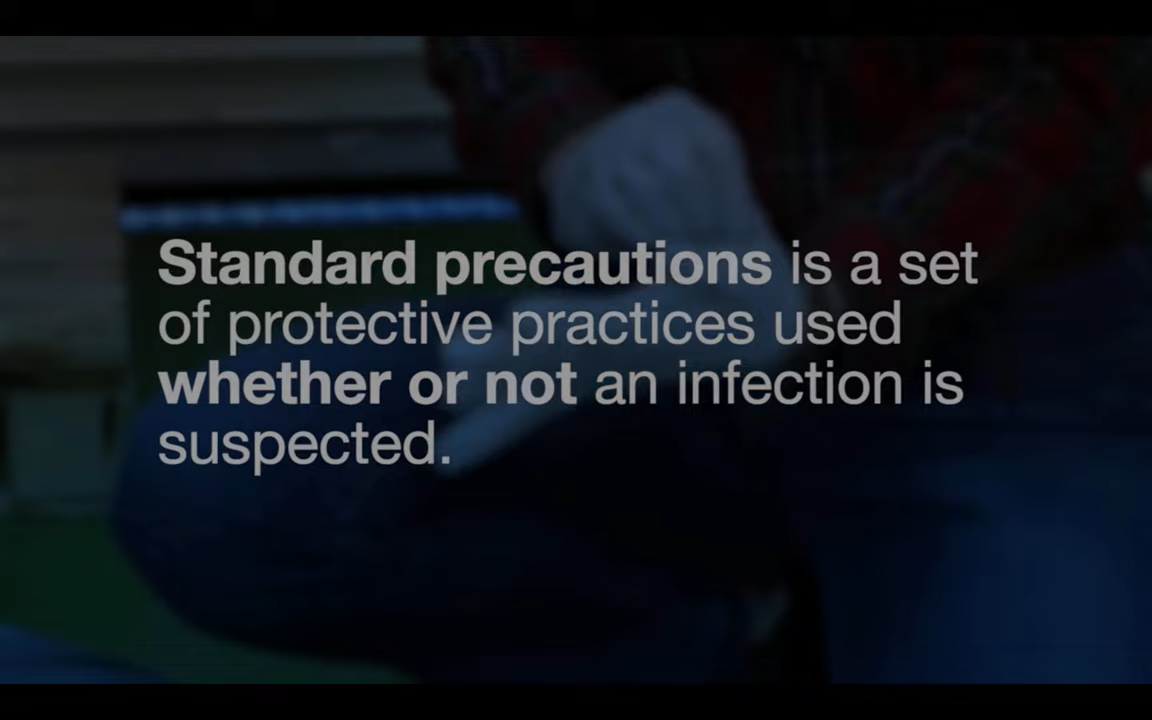 Standard precautions is a set
of protective practices used
whether or not an infection is
suspected.